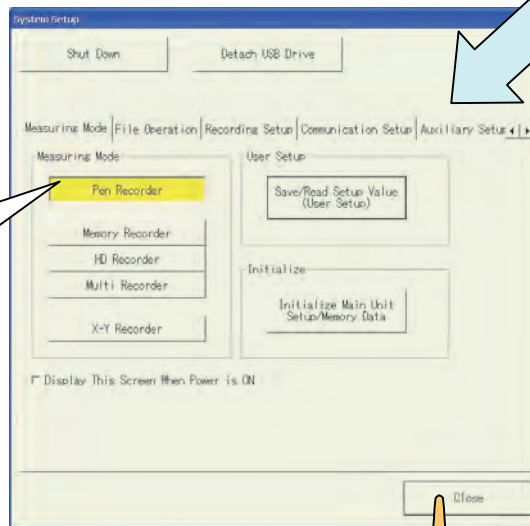 System Setup
Shut Down
Detach USB Drive
Measuring Mode File Operation Recording Setup Communication Setup Auxiliary Setup
Measuring Mode
User Setup
Pen Recorder
Save/Read Setup Value
(User Setup)
Memory Recorder
HD Recorder
Multi Recorder
X-Y Recorder
Initialize
Initialize Main Unit
Setup/Memory Data
Display This Screen When Power is ON
Close